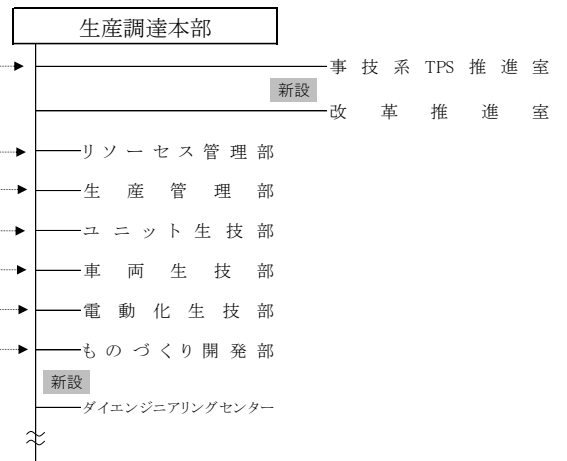 生産調達本部
事技系TPS推進室
新設
改革推進室
リソーセス管理部
生産管理部
ユニット生技部
車両生技部
電動化生技部
ものづくり開発部
新設
ダイエンジニアリングセンター